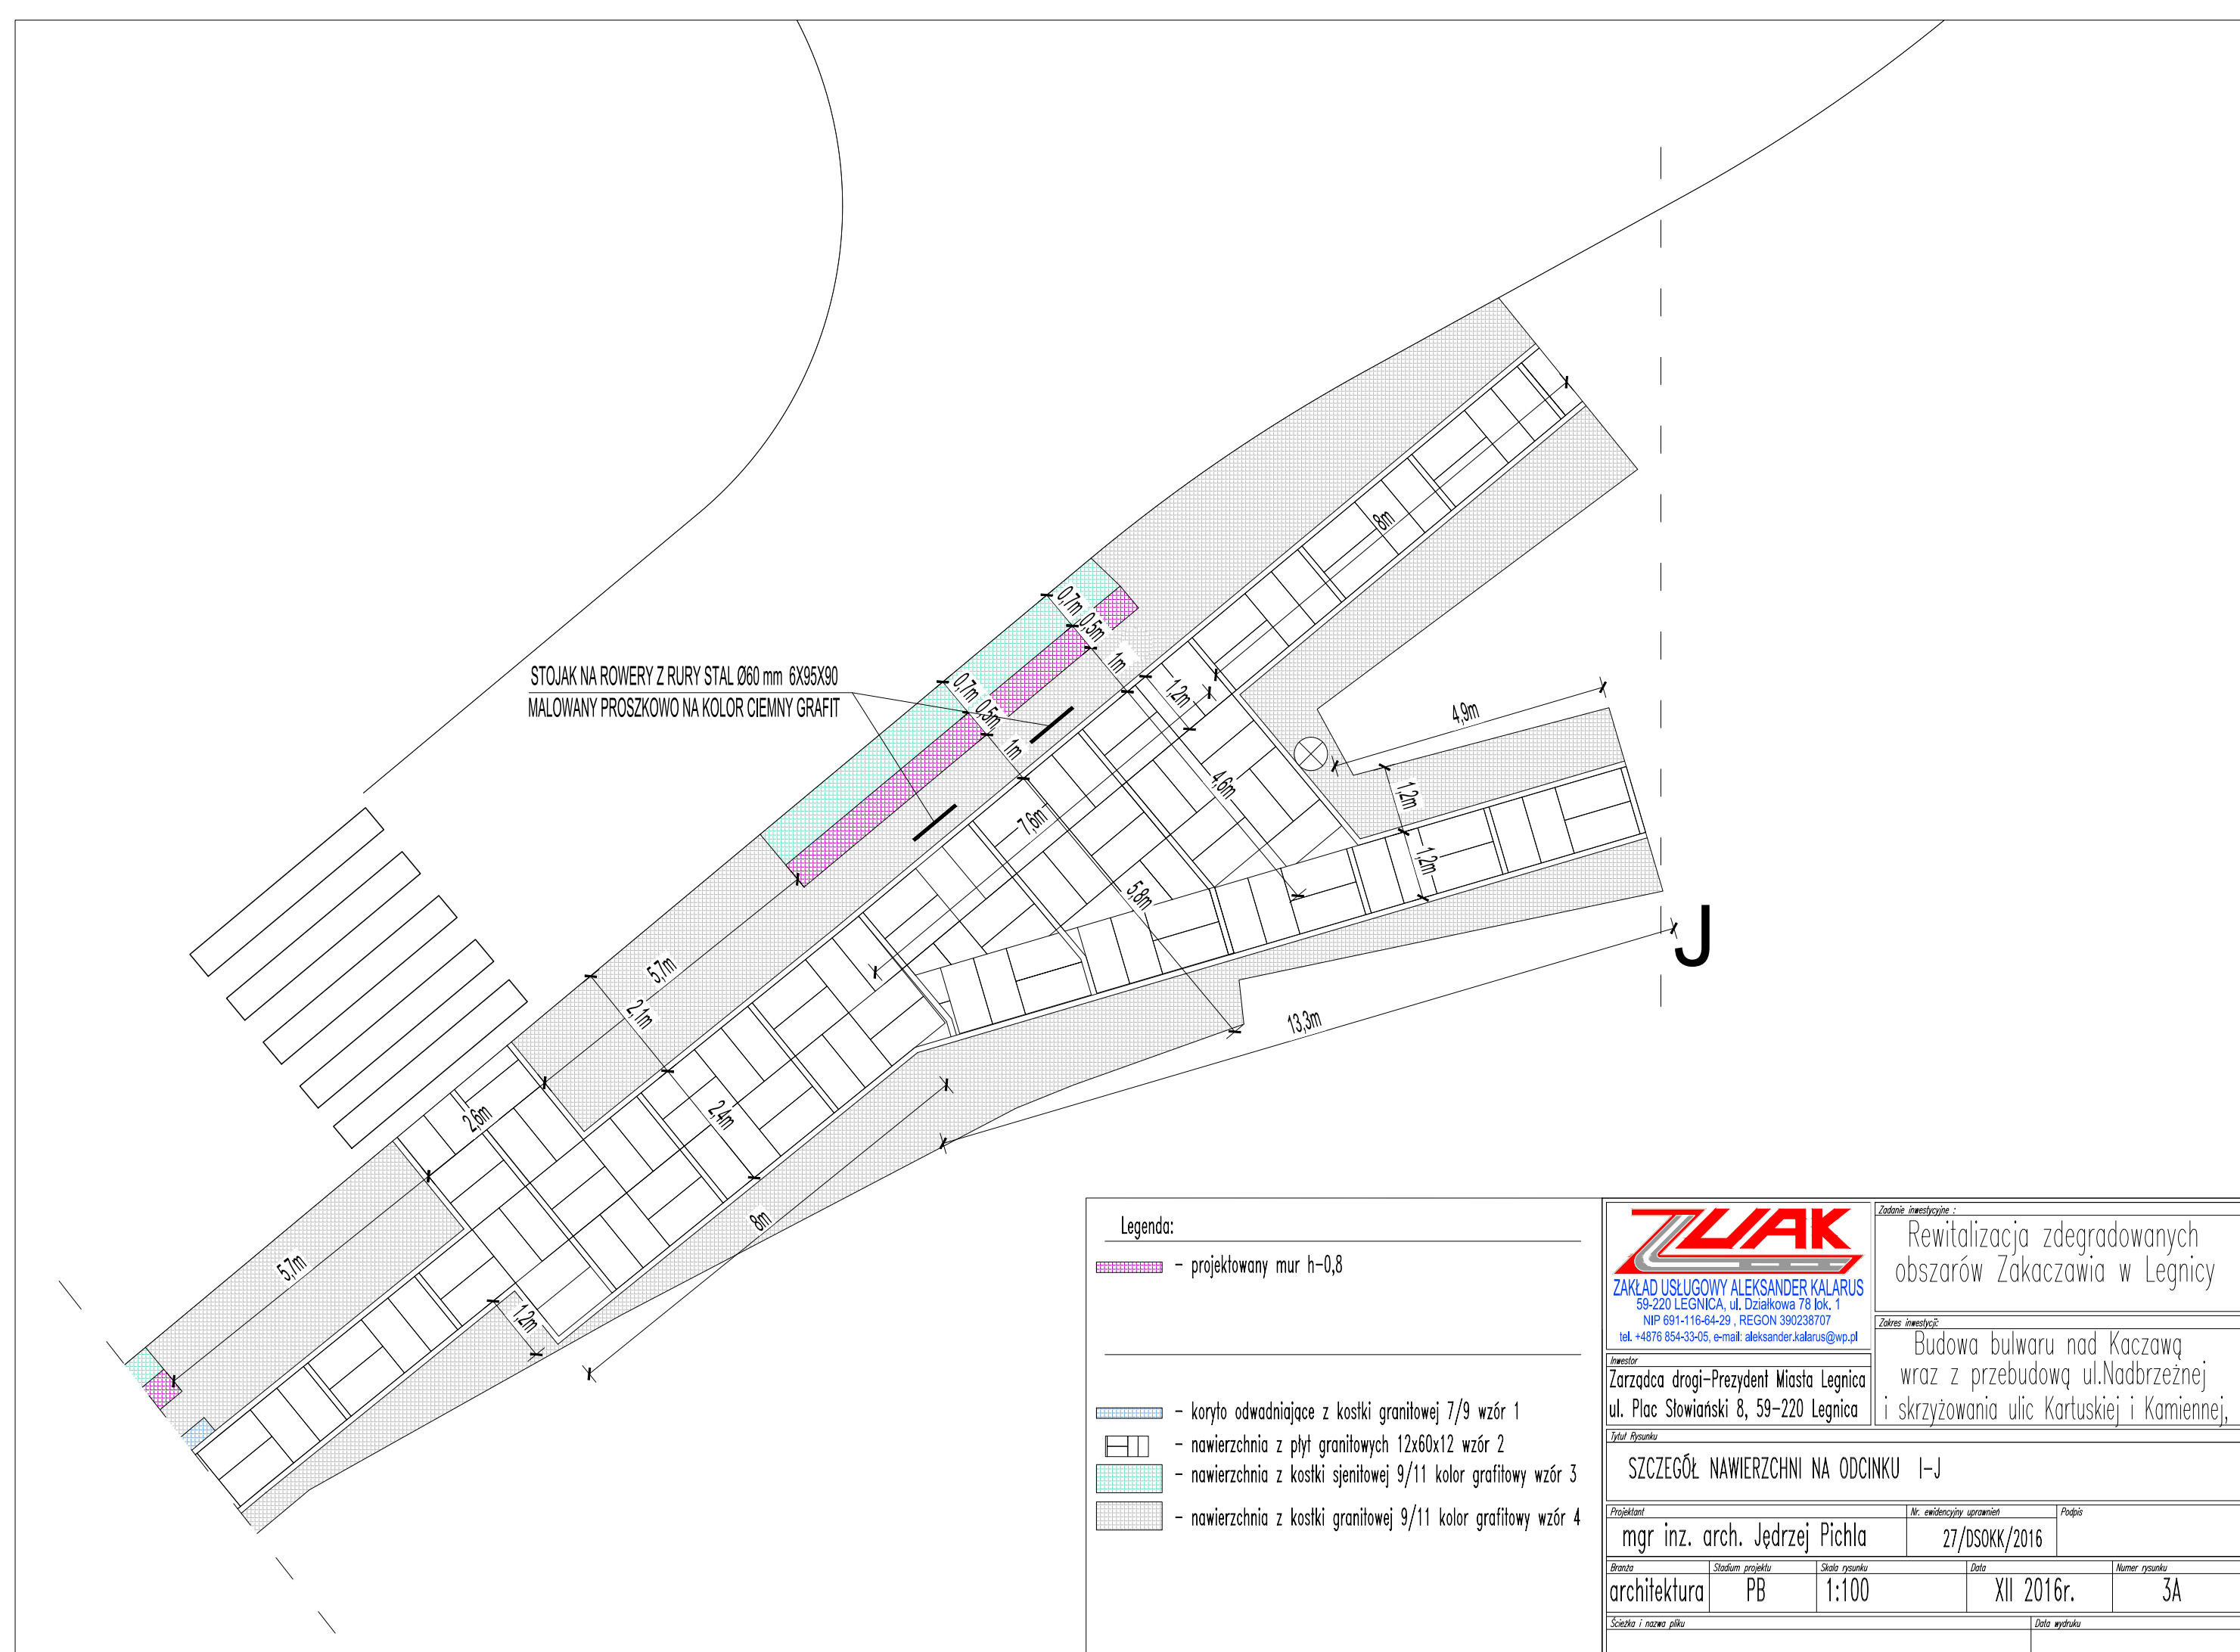 STOJAK NA ROWERY Z RURY STAL Ø60 mm 6X95X90
MALOWANY PROSZKOWO NA KOLOR CIEMNY GRAFIT
0,7m
0,5m
1m
1,2m
0,7m
0,5m
1m
8m
4,9m
1,2m
1,2m
4,6m
7,6m
5,8m
5,7m
2,1m
13,3m
J
2,6m
2,4m
8m
5,7m
1,2m
Legenda:
- projektowany mur h-0,8
- koryto odwadniające z kostki granitowej 7/9 wzór 1
- nawierzchnia z płyt granitowych 12x60x12 wzór 2
- nawierzchnia z kostki sjenitowej 9/11 kolor grafitowy wzór 3
- nawierzchnia z kostki granitowej 9/11 kolor grafitowy wzór 4
ZUAK
ZAKŁAD USŁUGOWY ALEKSANDER KALARUS
59-220 LEGNICA, ul. Działkowa 78 lok. 1
NIP 691-116-64-29 , REGON 390238707
tel. +4876 854-33-05, e-mail: aleksander.kalarus@wp.pl
Zadanie inwestycyjne :
Rewitalizacja zdegradowanych
obszarów Zakaczawia w Legnicy
Zakres inwestycji:
Budowa bulwaru nad Kaczawą
wraz z przebudową ul.Nadbrzeżnej
i skrzyżowania ulic Kartuskiej i Kamiennej,
Inwestor
Zarządca drogi-Prezydent Miasta Legnica
ul. Plac Słowiański 8, 59-220 Legnica
Tytuł Rysunku
SZCZEGÓŁ NAWIERZCHNI NA ODCINKU I-J
Projektant
mgr inz. arch. Jędrzej Pichla
Nr. ewidencyjny uprawnień
27/DSOKK/2016
Podpis
Branża
architektura
Stadium projektu
PB
Skala rysunku
1:100
Data
XII 2016r.
Numer rysunku
3A
Ścieżka i nazwa pliku
Data wydruku